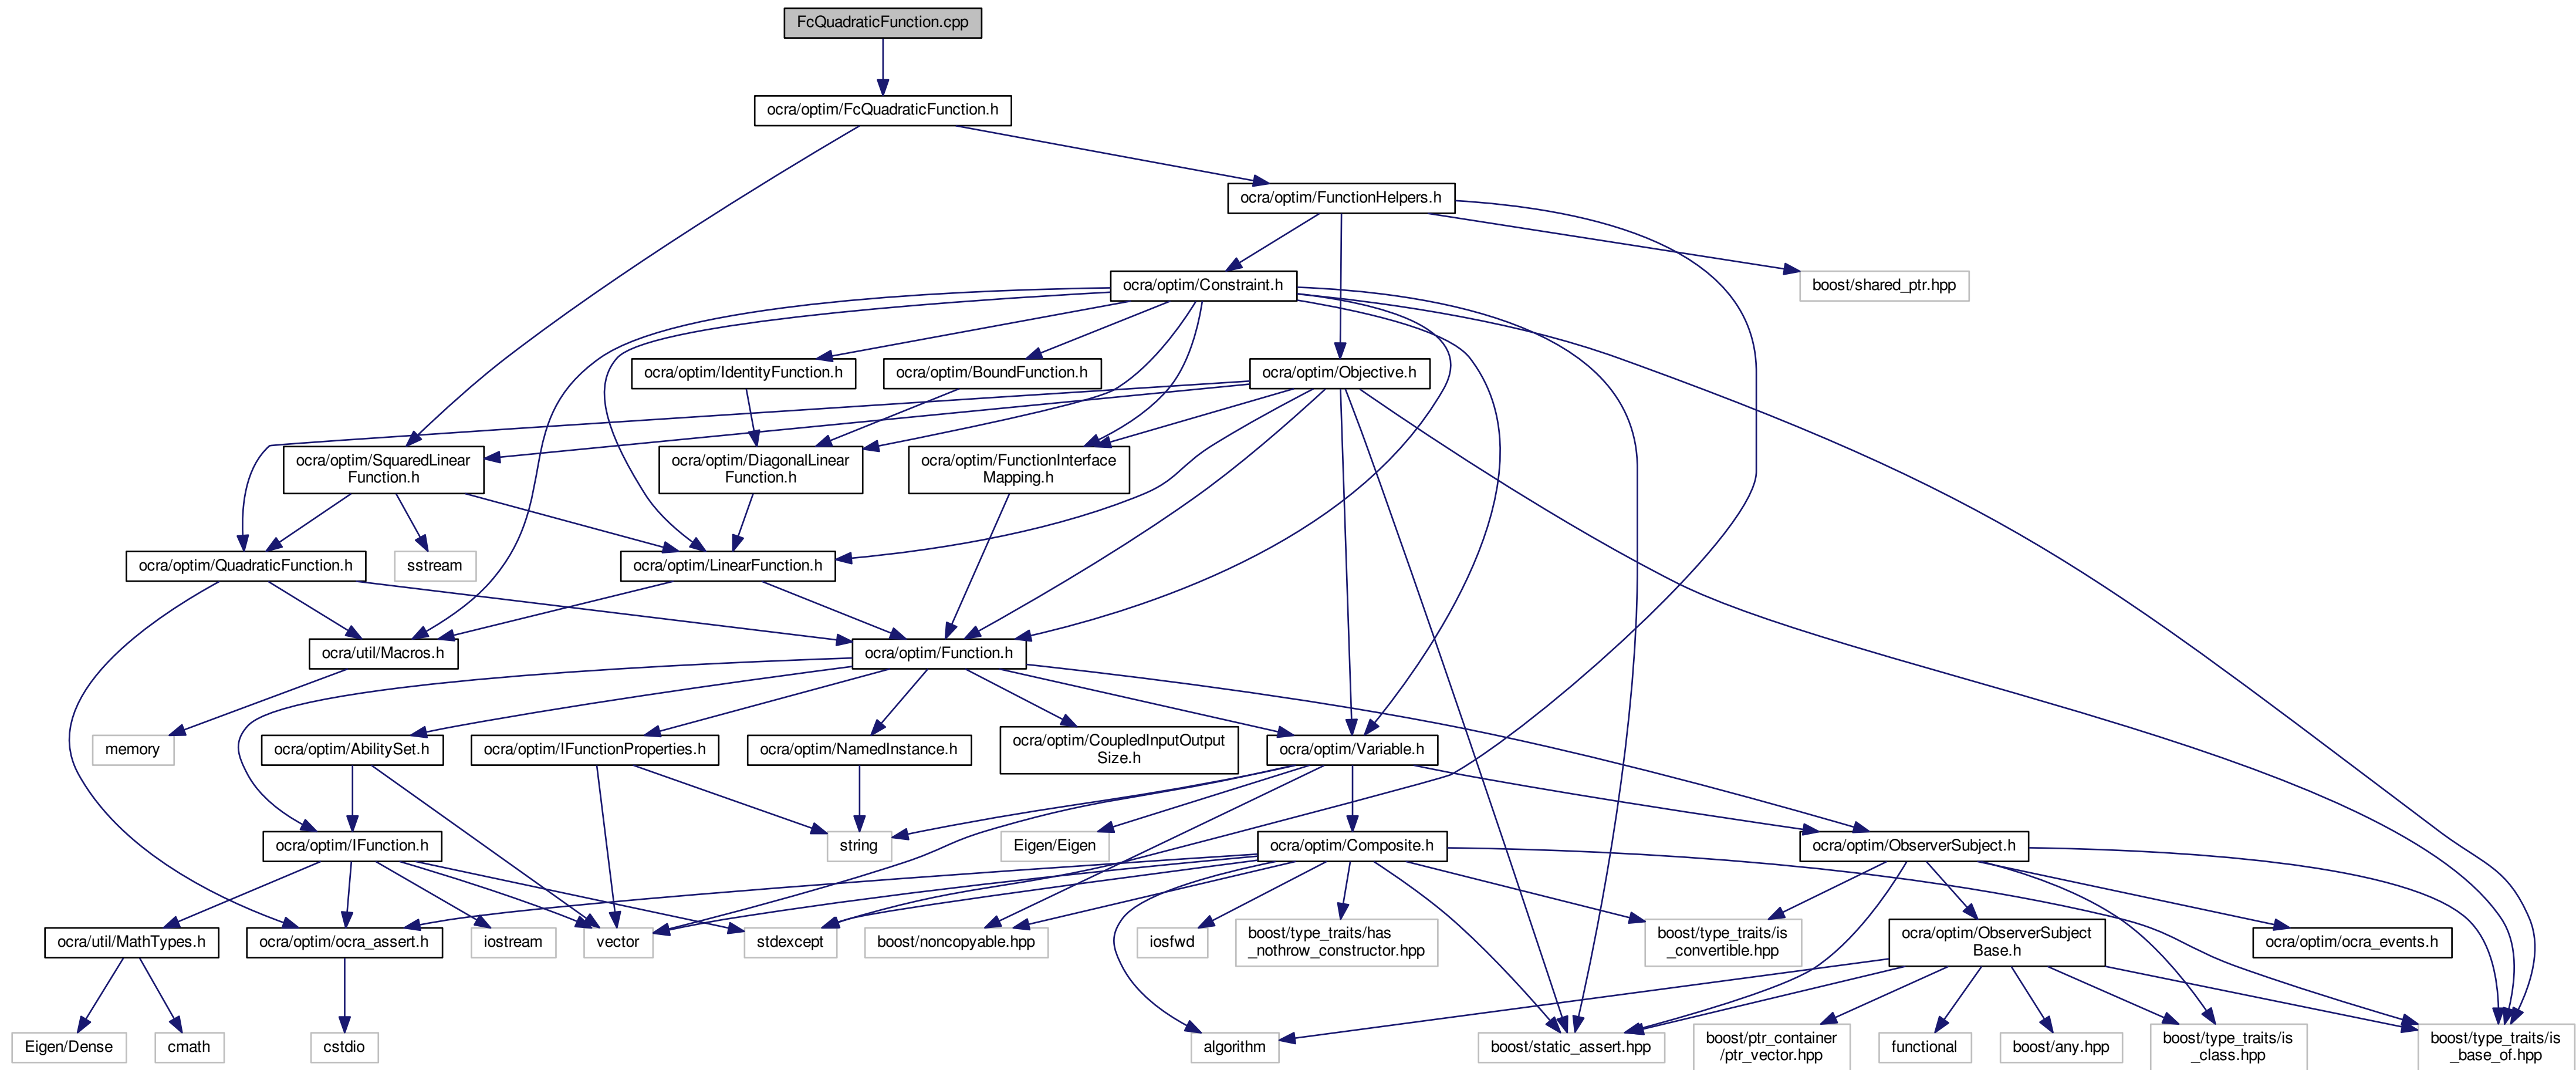 FcQuadraticFunction.cpp
ocra/optim/FcQuadraticFunction.h
ocra/optim/FunctionHelpers.h
ocra/optim/Constraint.h
boost/shared_ptr.hpp
ocra/optim/IdentityFunction.h
ocra/optim/BoundFunction.h
ocra/optim/Objective.h
ocra/optim/SquaredLinear
Function.h
ocra/optim/DiagonalLinear
Function.h
ocra/optim/FunctionInterface
Mapping.h
ocra/optim/QuadraticFunction.h
sstream
ocra/optim/LinearFunction.h
ocra/util/Macros.h
ocra/optim/Function.h
memory
ocra/optim/AbilitySet.h
ocra/optim/IFunctionProperties.h
ocra/optim/NamedInstance.h
ocra/optim/CoupledInputOutput
Size.h
ocra/optim/Variable.h
ocra/optim/IFunction.h
string
Eigen/Eigen
ocra/optim/Composite.h
ocra/optim/ObserverSubject.h
ocra/util/MathTypes.h
ocra/optim/ocra_assert.h
iostream
vector
stdexcept
boost/noncopyable.hpp
iosfwd
boost/type_traits/has
_nothrow_constructor.hpp
boost/type_traits/is
_convertible.hpp
ocra/optim/ObserverSubject
Base.h
ocra/optim/ocra_events.h
Eigen/Dense
cmath
cstdio
algorithm
boost/static_assert.hpp
boost/ptr_container
/ptr_vector.hpp
functional
boost/any.hpp
boost/type_traits/is
_class.hpp
boost/type_traits/is
_base_of.hpp